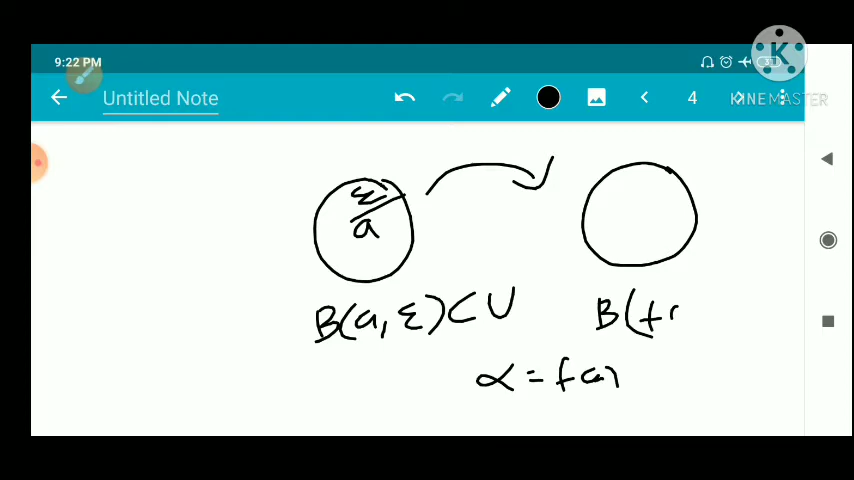 9:22 PM
Untitled Note
4
KINEMASTER
K
ε
a
B(a, ε) ⊂ U
B(f(
α = f(a)